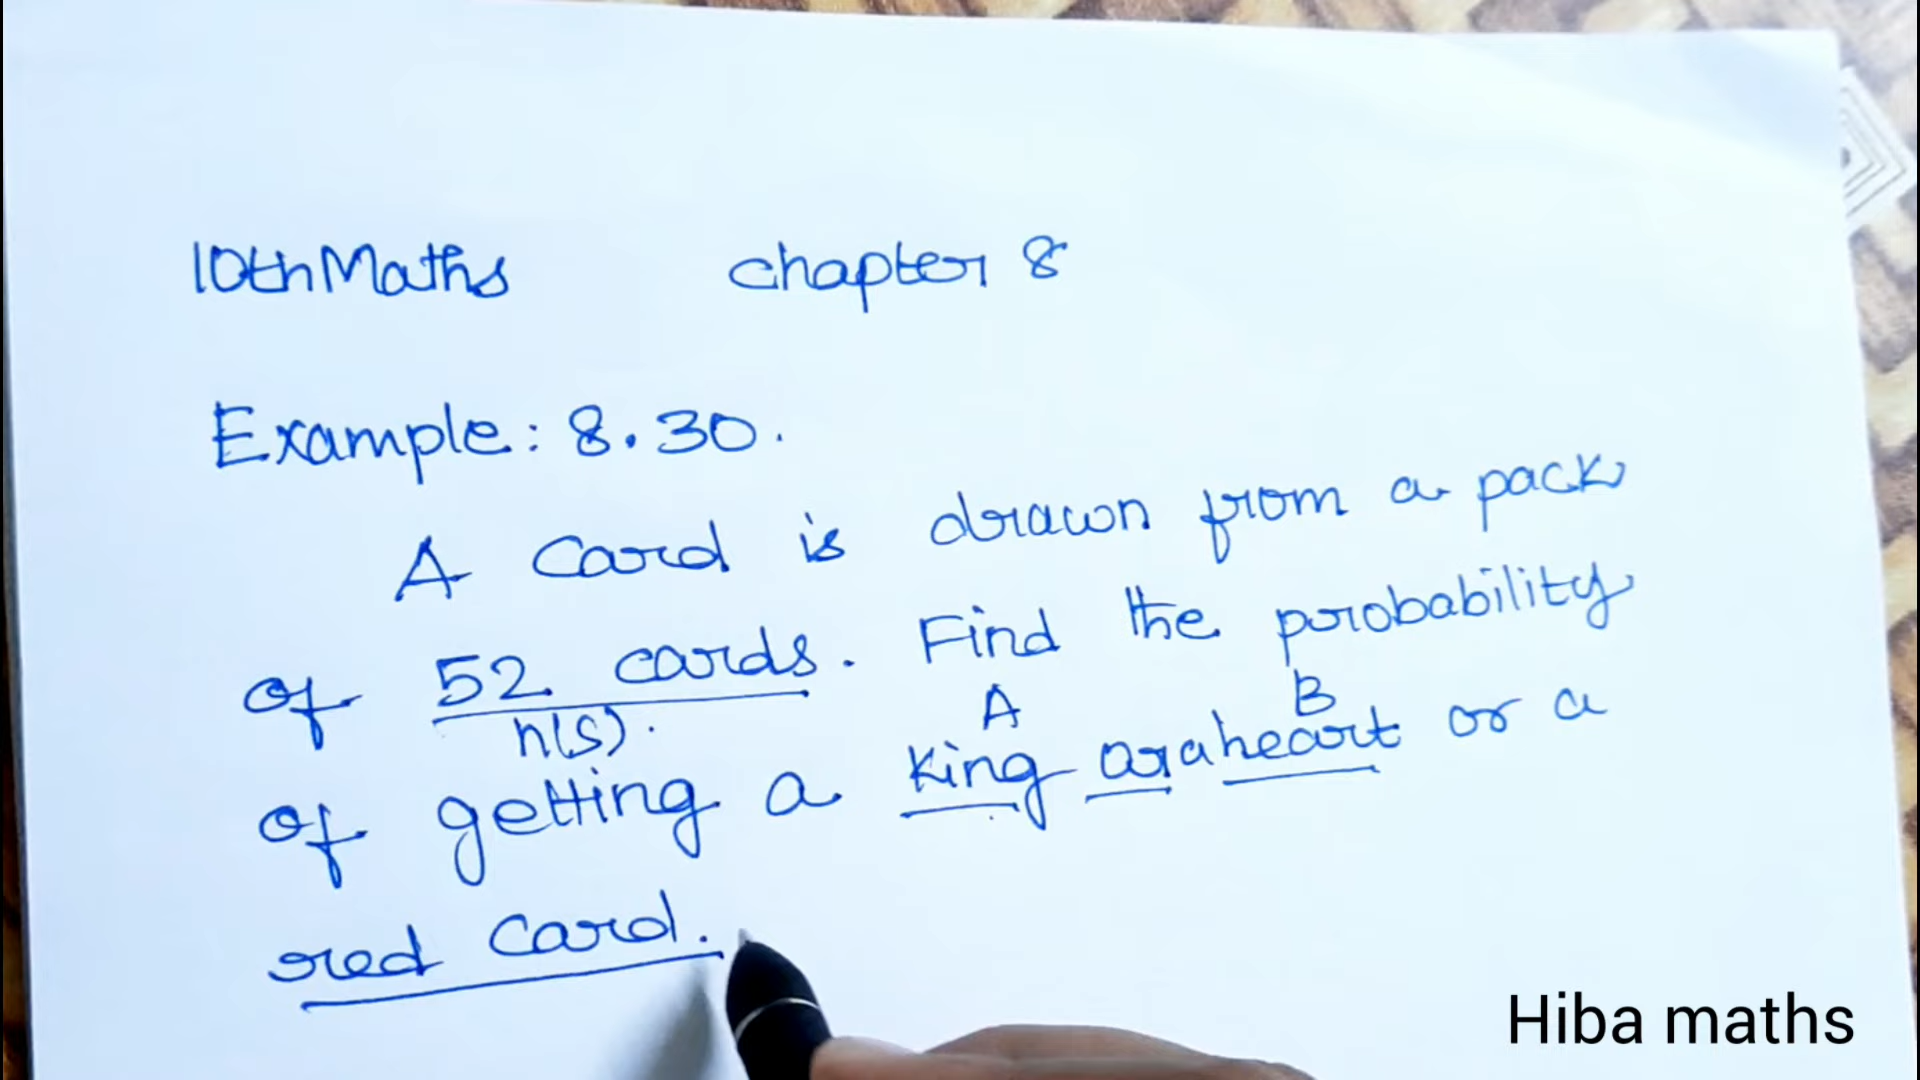 10th Maths chapter 8
Example: 8.30.
A card is drawn from a pack
of 52 cards. Find the probability
n(S). A B
of getting a king or a heart or a
red card.
Hiba maths